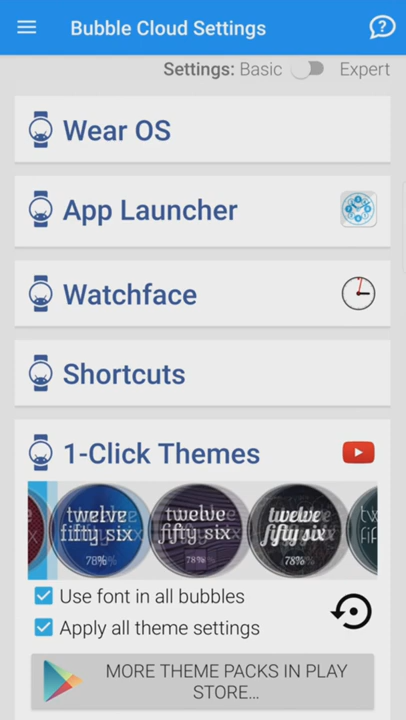 Bubble Cloud Settings
Settings: Basic Expert
Wear OS
App Launcher
Watchface
Shortcuts
1-Click Themes
twelve twelve twelve
fifty six fifty six fifty six
78% 78% 78%
Use font in all bubbles
Apply all theme settings
MORE THEME PACKS IN PLAY
STORE...